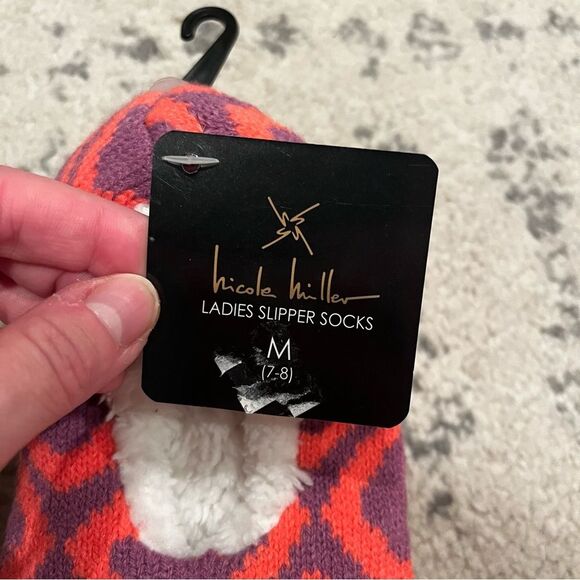 nicole miller
LADIES SLIPPER SOCKS
M
(7-8)